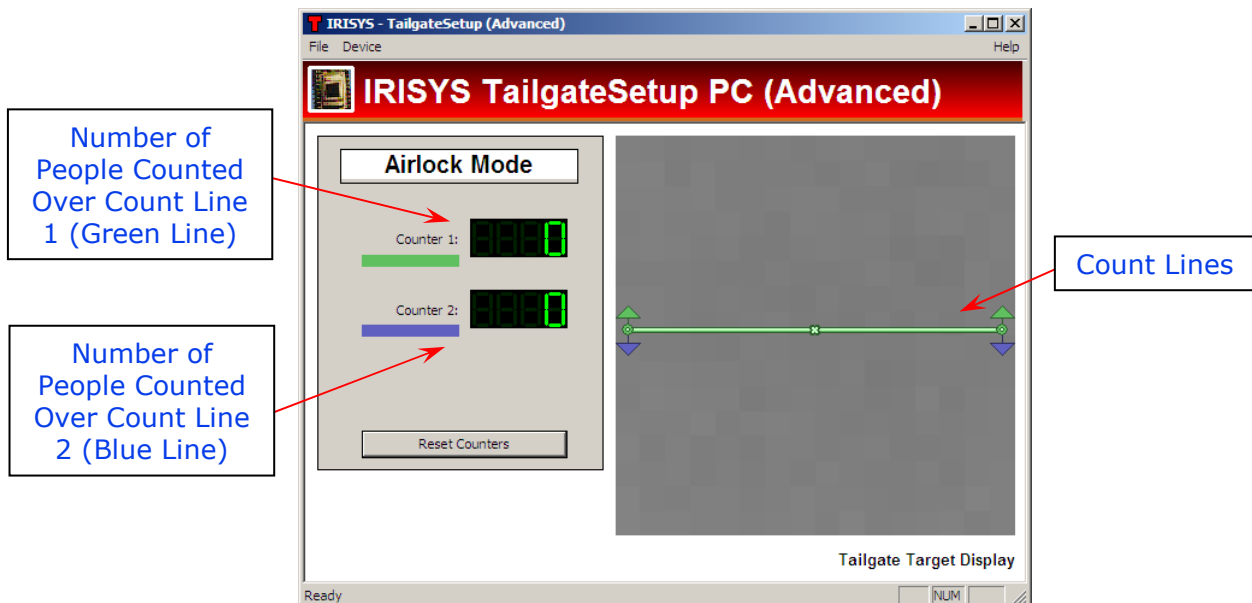 IRISYS - TailgateSetup (Advanced)
File Device Help
IRISYS TailgateSetup PC (Advanced)
Number of
People Counted
Over Count Line
1 (Green Line)
Airlock Mode
Counter 1: 0
Counter 2: 0
Count Lines
Number of
People Counted
Over Count Line
2 (Blue Line)
Reset Counters
Tailgate Target Display
Ready NUM